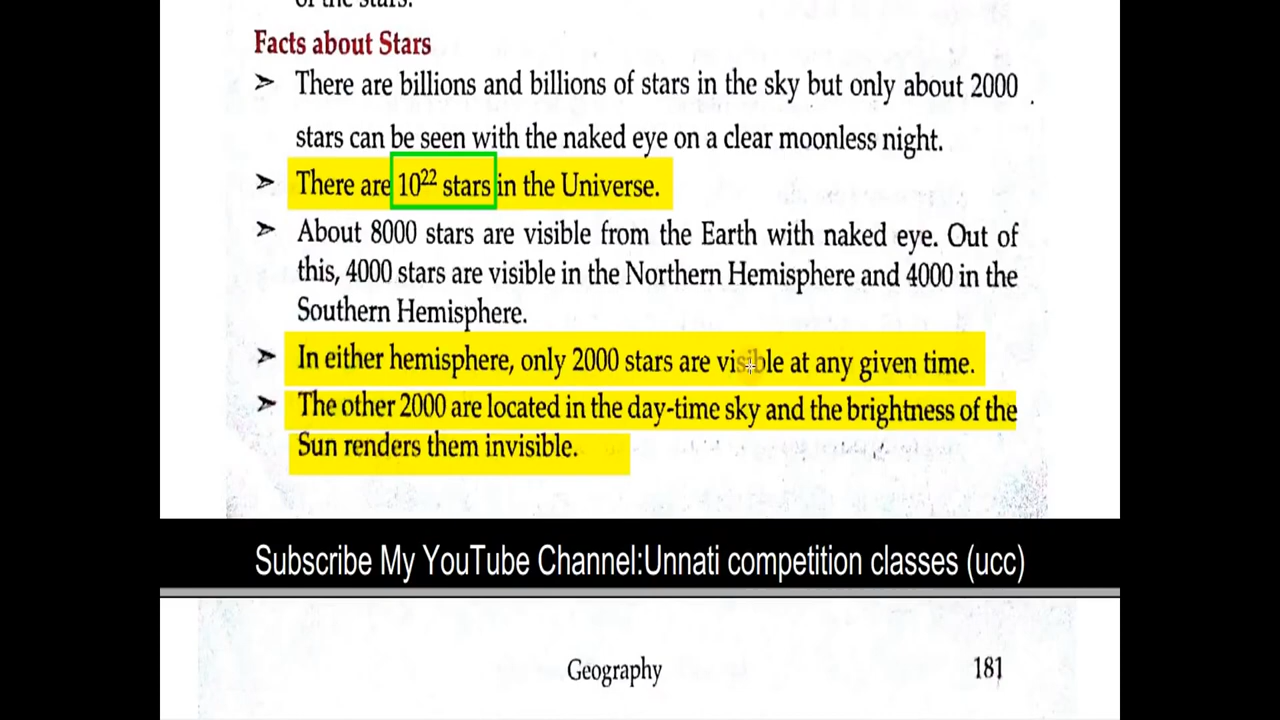 of the stars.
Facts about Stars
➢ There are billions and billions of stars in the sky but only about 2000
stars can be seen with the naked eye on a clear moonless night.
➢ There are 10²² stars in the Universe.
➢ About 8000 stars are visible from the Earth with naked eye. Out of
this, 4000 stars are visible in the Northern Hemisphere and 4000 in the
Southern Hemisphere.
➢ In either hemisphere, only 2000 stars are visible at any given time.
➢ The other 2000 are located in the day-time sky and the brightness of the
Sun renders them invisible.
Subscribe My YouTube Channel:Unnati competition classes (ucc)
Geography 181